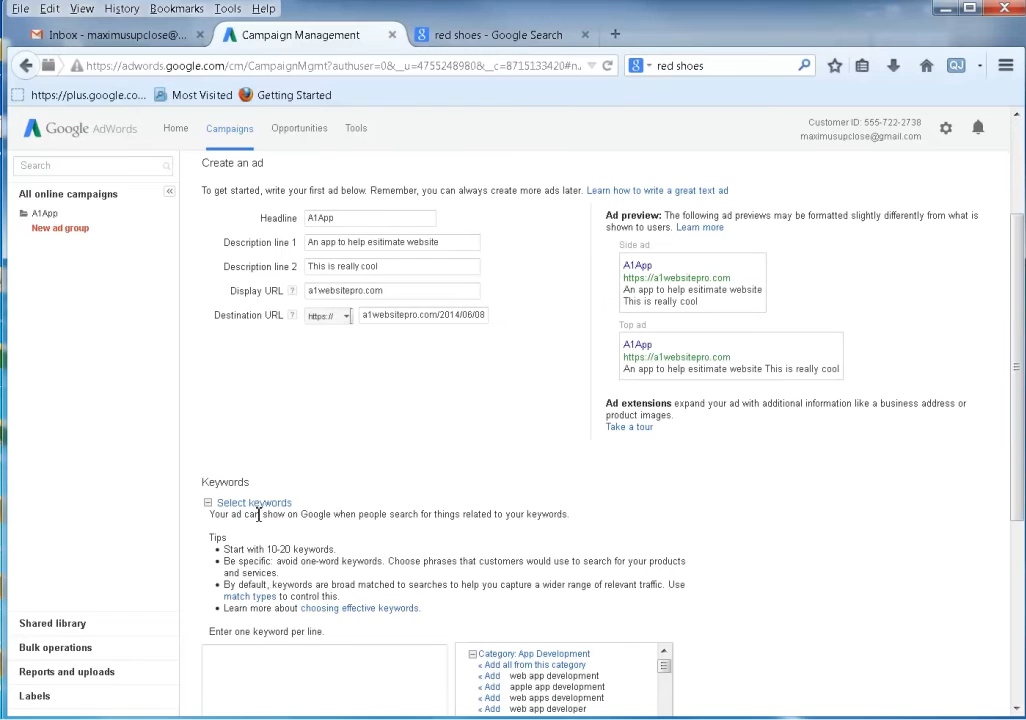 File Edit View History Bookmarks Tools Help
Inbox - maximusupclose@... × Campaign Management × red shoes - Google Search × +
https://adwords.google.com/cm/CampaignMgmt?authuser=0&__u=47552489808&__c=8715133420#n. red shoes
https://plus.google.co... Most Visited Getting Started
Google AdWords Home Campaigns Opportunities Tools
Customer ID: 555-722-2738
maximusupclose@gmail.com
Search
All online campaigns
A1App
New ad group
Create an ad
To get started, write your first ad below. Remember, you can always create more ads later. Learn how to write a great text ad
Headline A1App
Description line 1 An app to help esitimate website
Description line 2 This is really cool
Display URL ? a1websitepro.com
Destination URL ? https:// a1websitepro.com/2014/06/08
Ad preview: The following ad previews may be formatted slightly differently from what is
shown to users. Learn more
Side ad
A1App
https://a1websitepro.com
An app to help esitimate website
This is really cool
Top ad
A1App
https://a1websitepro.com
An app to help esitimate website This is really cool
Ad extensions expand your ad with additional information like a business address or
product images.
Take a tour
Keywords
Select keywords
Your ad can show on Google when people search for things related to your keywords.
Tips
• Start with 10-20 keywords.
• Be specific: avoid one-word keywords. Choose phrases that customers would use to search for your products
and services.
• By default, keywords are broad matched to searches to help you capture a wider range of relevant traffic. Use
match types to control this.
• Learn more about choosing effective keywords.
Enter one keyword per line.
Category: App Development
« Add all from this category
« Add web app development
« Add apple app development
« Add web apps development
« Add web app developer
Shared library
Bulk operations
Reports and uploads
Labels